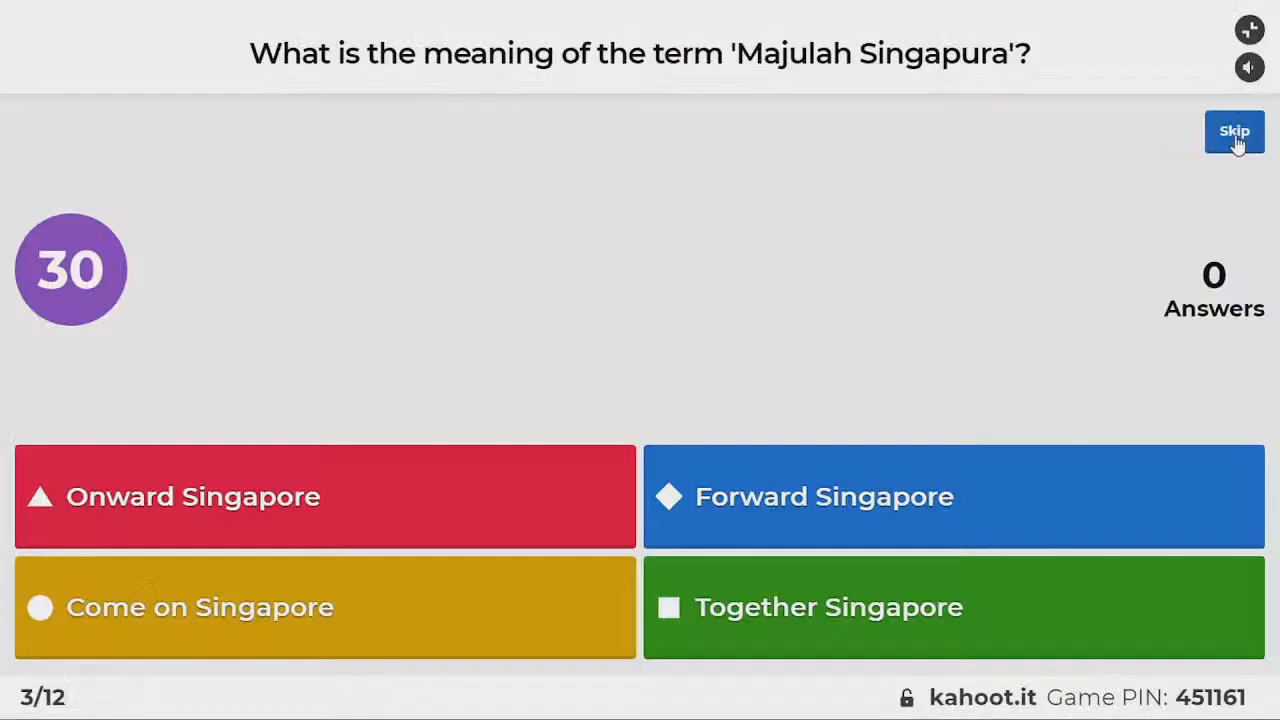 What is the meaning of the term 'Majulah Singapura'?
Skip
30
0
Answers
Onward Singapore
Forward Singapore
Come on Singapore
Together Singapore
3/12
kahoot.it Game PIN: 451161